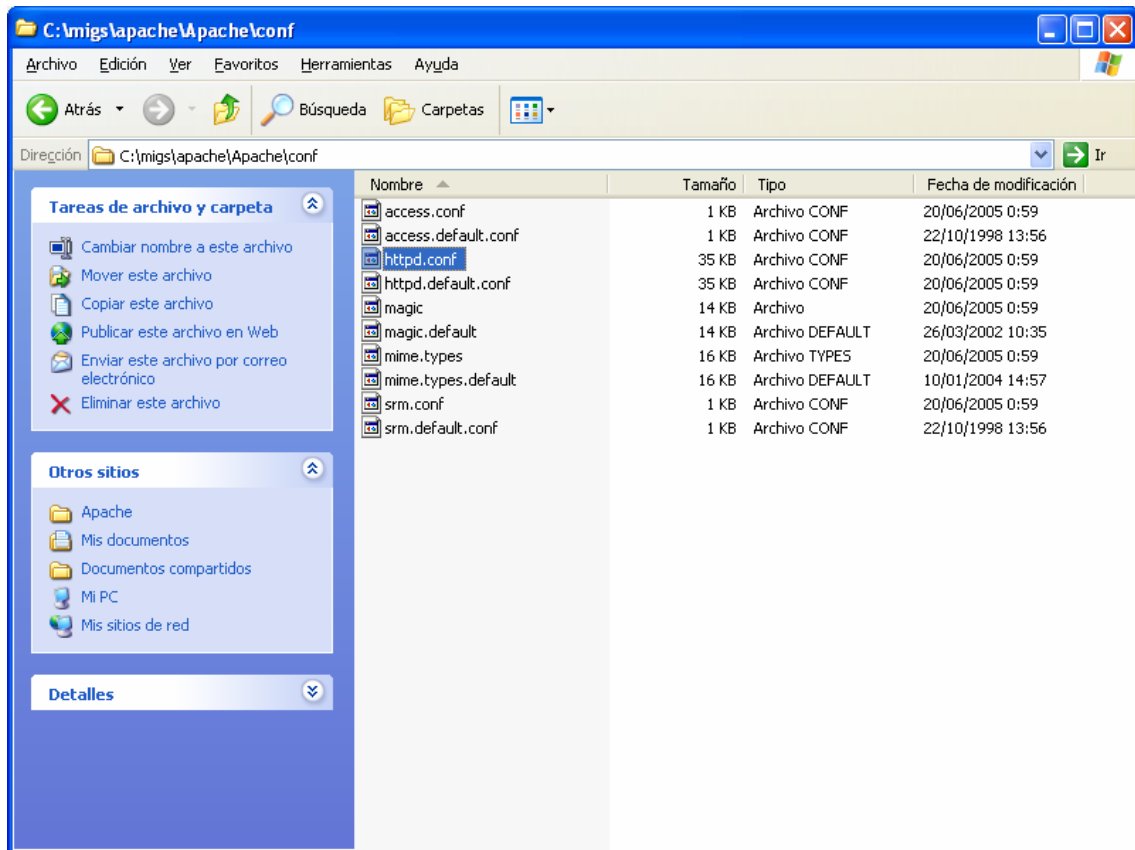 C:\migs\apache\Apache\conf
Archivo Edición Ver Favoritos Herramientas Ayuda
Atrás Búsqueda Carpetas
Dirección C:\migs\apache\Apache\conf Ir
Tareas de archivo y carpeta
Cambiar nombre a este archivo
Mover este archivo
Copiar este archivo
Publicar este archivo en Web
Enviar este archivo por correo
electrónico
Eliminar este archivo
Otros sitios
Apache
Mis documentos
Documentos compartidos
Mi PC
Mis sitios de red
Detalles
Nombre Tamaño Tipo Fecha de modificación
access.conf 1 KB Archivo CONF 20/06/2005 0:59
access.default.conf 1 KB Archivo CONF 22/10/1998 13:56
httpd.conf 35 KB Archivo CONF 20/06/2005 0:59
httpd.default.conf 35 KB Archivo CONF 20/06/2005 0:59
magic 14 KB Archivo 20/06/2005 0:59
magic.default 14 KB Archivo DEFAULT 26/03/2002 10:35
mime.types 16 KB Archivo TYPES 20/06/2005 0:59
mime.types.default 16 KB Archivo DEFAULT 10/01/2004 14:57
srm.conf 1 KB Archivo CONF 20/06/2005 0:59
srm.default.conf 1 KB Archivo CONF 22/10/1998 13:56